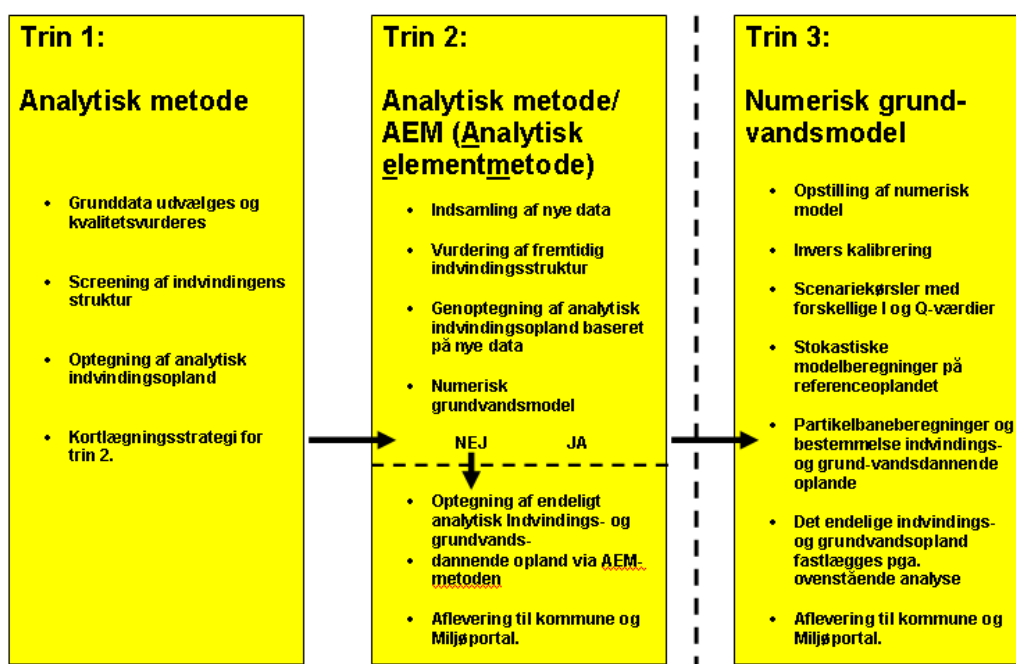 Trin 1:
Analytisk metode
• Grunddata udvælges og
kvalitetsvurderes
• Screening af indvindingens
struktur
• Optegning af analytisk
indvindingsopland
• Kortlægningsstrategi for
trin 2.
Trin 2:
Analytisk metode/
AEM (Analytisk
elementmetode)
• Indsamling af nye data
• Vurdering af fremtidig
indvindingsstruktur
• Genoptegning af analytisk
indvindingsopland baseret
på nye data
• Numerisk
grundvandsmodel
NEJ JA
• Optegning af endeligt
analytisk Indvindings- og
grundvands-
• dannende opland via AEM-
metoden
• Aflevering til kommune og
Miljøportal.
Trin 3:
Numerisk grund-
vandsmodel
• Opstilling af numerisk
model
• Invers kalibrering
• Scenariekørsler med
forskellige I og Q-værdier
• Stokastiske
modelberegninger på
referenceoplandet
• Partikelbaneberegninger og
bestemmelse indvindings-
og grund-vandsdannende
oplande
• Det endelige indvindings-
og grundvandsopland
fastlægges pga.
ovenstående analyse
• Aflevering til kommune og
Miljøportal.